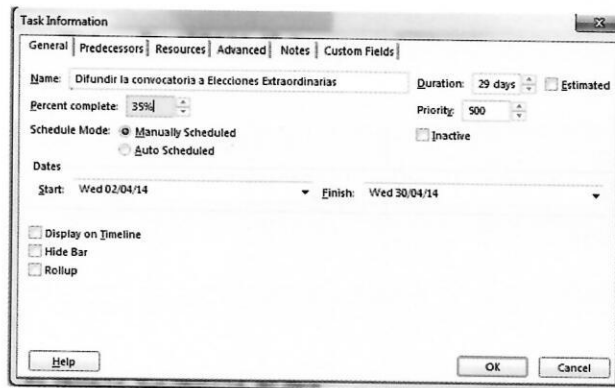 Task Information
General Predecessors Resources Advanced Notes Custom Fields
Name: Difundir la convocatoria a Elecciones Extraordinarias Duration: 29 days Estimated
Percent complete: 35% Priority: 500
Schedule Mode: Manually Scheduled Inactive
Auto Scheduled
Dates
Start: Wed 02/04/14 Finish: Wed 30/04/14
Display on Timeline
Hide Bar
Rollup
Help OK Cancel